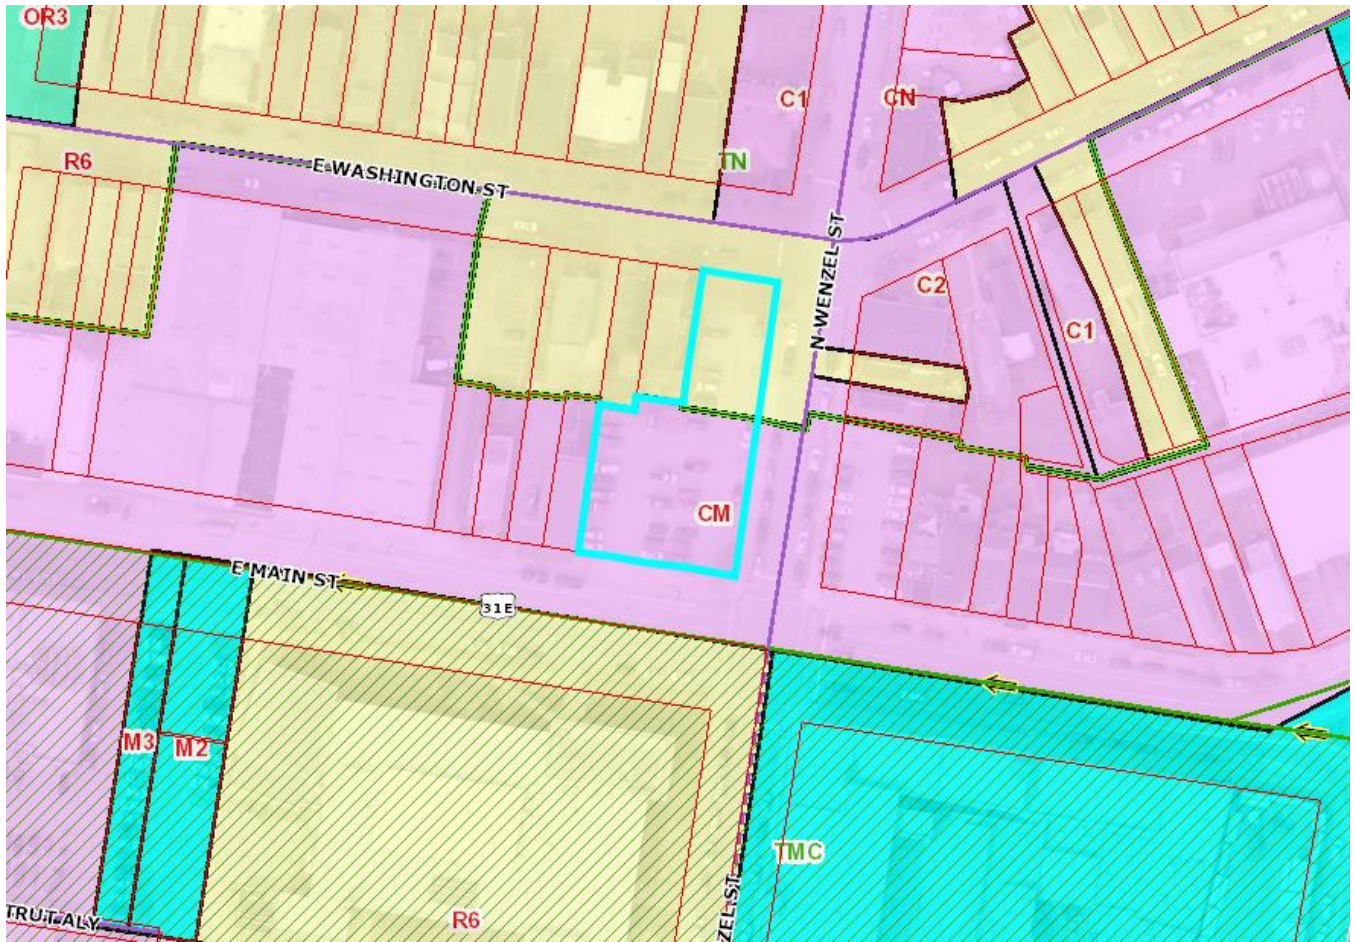 OR3
C1
CN
R6
E WASHINGTON ST
TN
N WENZEL ST
C2
C1
CM
E MAIN ST
31E
M3
M2
TMC
R6
TRUT ALY
ZEL ST